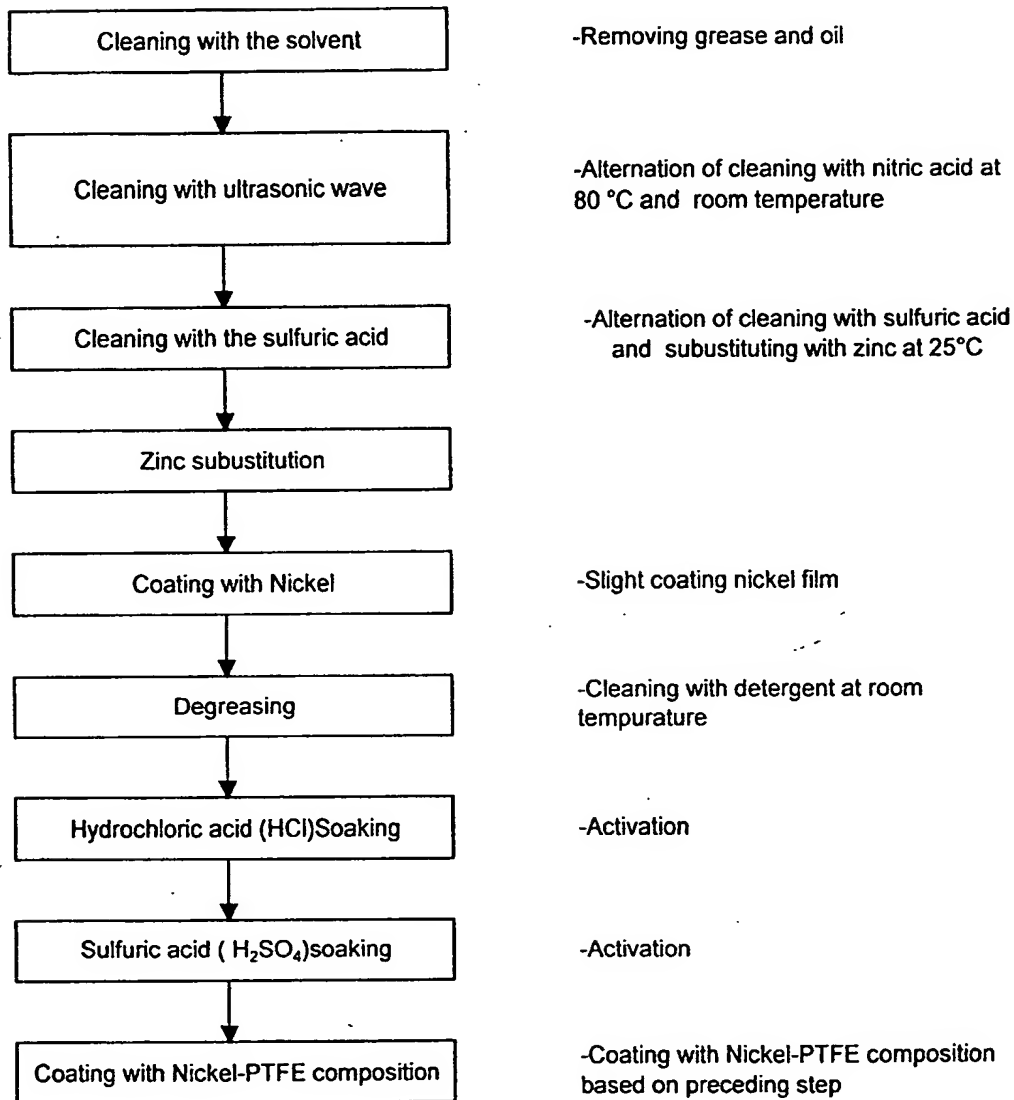 Cleaning with the solvent
-Removing grease and oil
Cleaning with ultrasonic wave
-Alternation of cleaning with nitric acid at
80 °C and room temperature
Cleaning with the sulfuric acid
-Alternation of cleaning with sulfuric acid
and subustituting with zinc at 25°C
Zinc subustitution
Coating with Nickel
-Slight coating nickel film
Degreasing
-Cleaning with detergent at room
tempurature
Hydrochloric acid (HCl)Soaking
-Activation
Sulfuric acid ( H₂SO₄)soaking
-Activation
Coating with Nickel-PTFE composition
-Coating with Nickel-PTFE composition
based on preceding step